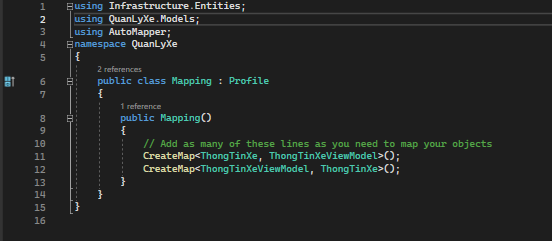 1 using Infrastructure.Entities;
2 using QuanLyXe.Models;
3 using AutoMapper;
4 namespace QuanLyXe
5 {
2 references
6 public class Mapping : Profile
7 {
1 reference
8 public Mapping()
9 {
10 // Add as many of these lines as you need to map your objects
11 CreateMap<ThongTinXe, ThongTinXeViewModel>();
12 CreateMap<ThongTinXeViewModel, ThongTinXe>();
13 }
14 }
15 }
16